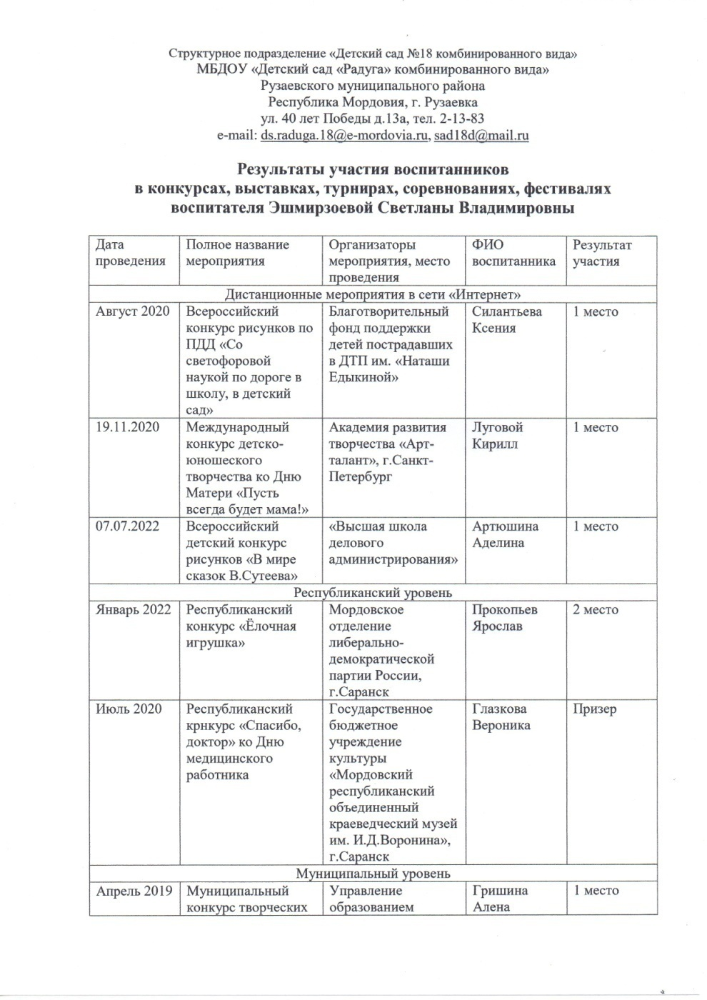 Структурное подразделение «Детский сад №18 комбинированного вида»
МБДОУ «Детский сад «Радуга» комбинированного вида»
Рузаевского муниципального района
Республика Мордовия, г. Рузаевка
ул. 40 лет Победы д.13а, тел. 2-13-83
e-mail: ds.raduga.18@e-mordovia.ru, sad18d@mail.ru
Результаты участия воспитанников
в конкурсах, выставках, турнирах, соревнованиях, фестивалях
воспитателя Эшмирзоевой Светланы Владимировны
Дата
проведения
Полное название
мероприятия
Организаторы
мероприятия, место
проведения
ФИО
воспитанника
Результат
участия
Дистанционные мероприятия в сети «Интернет»
Август 2020
Всероссийский
конкурс рисунков по
ПДД «Со
светофоровой
наукой по дороге в
школу, в детский
сад»
Благотворительный
фонд поддержки
детей пострадавших
в ДТП им. «Наташи
Едыкиной»
Силантьева
Ксения
1 место
19.11.2020
Международный
конкурс детско-
юношеского
творчества ко Дню
Матери «Пусть
всегда будет мама!»
Академия развития
творчества «Арт-
талант», г.Санкт-
Петербург
Луговой
Кирилл
1 место
07.07.2022
Всероссийский
детский конкурс
рисунков «В мире
сказок В.Сутеева»
«Высшая школа
делового
администрирования»
Артюшина
Аделина
1 место
Республиканский уровень
Январь 2022
Республиканский
конкурс «Ёлочная
игрушка»
Мордовское
отделение
либерально-
демократической
партии России,
г.Саранск
Прокопьев
Ярослав
2 место
Июль 2020
Республиканский
крнкурс «Спасибо,
доктор» ко Дню
медицинского
работника
Государственное
бюджетное
учреждение
культуры
«Мордовский
республиканский
объединенный
краеведческий музей
им. И.Д.Воронина»,
г.Саранск
Глазкова
Вероника
Призер
Муниципальный уровень
Апрель 2019
Муниципальный
конкурс творческих
Управление
образованием
Гришина
Алена
1 место